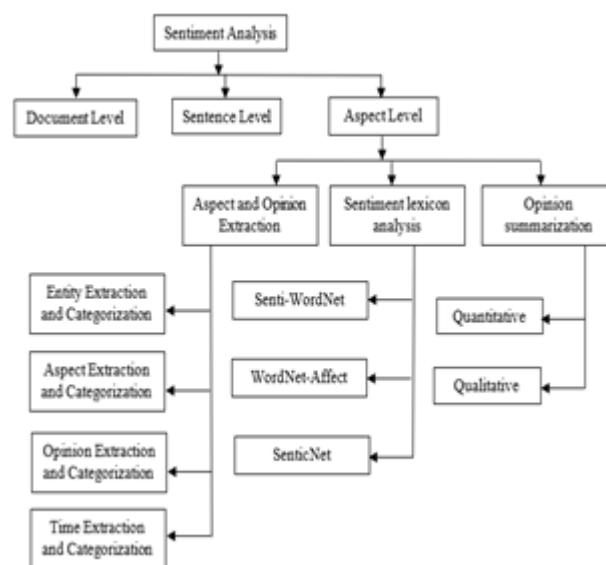 Sentiment Analysis
Document Level
Sentence Level
Aspect Level
Aspect and Opinion
Extraction
Sentiment lexicon
analysis
Opinion
summarization
Entity Extraction
and Categorization
Aspect Extraction
and Categorization
Opinion Extraction
and Categorization
Time Extraction
and Categorization
Senti-WordNet
WordNet-Affect
SenticNet
Quantitative
Qualitative